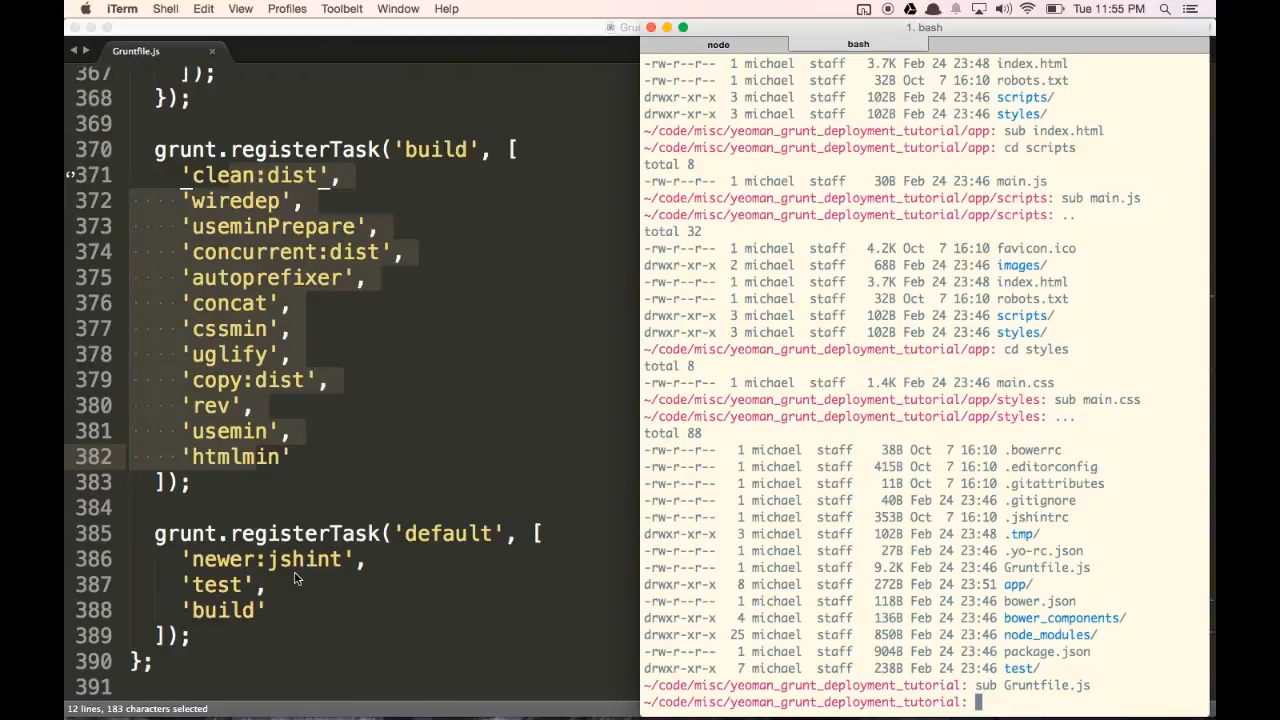 iTerm Shell Edit View Profiles Toolbelt Window Help Tue 11:55 PM
Gruntfile.js
367 ]);
368 });
369
370 grunt.registerTask('build', [
371 'clean:dist',
372 'wiredep',
373 'useminPrepare',
374 'concurrent:dist',
375 'autoprefixer',
376 'concat',
377 'cssmin',
378 'uglify',
379 'copy:dist',
380 'rev',
381 'usemin',
382 'htmlmin'
383 ]);
384
385 grunt.registerTask('default', [
386 'newer:jshint',
387 'test',
388 'build'
389 ]);
390 };
391
12 lines, 183 characters selected
1. bash
node bash
-rw-r--r-- 1 michael staff 3.7K Feb 24 23:48 index.html
-rw-r--r-- 1 michael staff 32B Oct 7 16:10 robots.txt
drwxr-xr-x 3 michael staff 102B Feb 24 23:46 scripts/
drwxr-xr-x 3 michael staff 102B Feb 24 23:46 styles/
~/code/misc/yeoman_grunt_deployment_tutorial/app: sub index.html
~/code/misc/yeoman_grunt_deployment_tutorial/app: cd scripts
total 8
-rw-r--r-- 1 michael staff 30B Feb 24 23:46 main.js
~/code/misc/yeoman_grunt_deployment_tutorial/app/scripts: sub main.js
~/code/misc/yeoman_grunt_deployment_tutorial/app/scripts: ..
total 32
-rw-r--r-- 1 michael staff 4.2K Oct 7 16:10 favicon.ico
drwxr-xr-x 2 michael staff 68B Feb 24 23:46 images/
-rw-r--r-- 1 michael staff 3.7K Feb 24 23:48 index.html
-rw-r--r-- 1 michael staff 32B Oct 7 16:10 robots.txt
drwxr-xr-x 3 michael staff 102B Feb 24 23:46 scripts/
drwxr-xr-x 3 michael staff 102B Feb 24 23:46 styles/
~/code/misc/yeoman_grunt_deployment_tutorial/app: cd styles
total 8
-rw-r--r-- 1 michael staff 1.4K Feb 24 23:46 main.css
~/code/misc/yeoman_grunt_deployment_tutorial/app/styles: sub main.css
~/code/misc/yeoman_grunt_deployment_tutorial/app/styles: ...
total 88
-rw-r--r-- 1 michael staff 38B Oct 7 16:10 .bowerrc
-rw-r--r-- 1 michael staff 415B Oct 7 16:10 .editorconfig
-rw-r--r-- 1 michael staff 11B Oct 7 16:10 .gitattributes
-rw-r--r-- 1 michael staff 40B Feb 24 23:46 .gitignore
-rw-r--r-- 1 michael staff 353B Oct 7 16:10 .jshintrc
drwxr-xr-x 3 michael staff 102B Feb 24 23:48 .tmp/
-rw-r--r-- 1 michael staff 27B Feb 24 23:46 .yo-rc.json
-rw-r--r-- 1 michael staff 9.2K Feb 24 23:46 Gruntfile.js
drwxr-xr-x 8 michael staff 272B Feb 24 23:51 app/
-rw-r--r-- 1 michael staff 118B Feb 24 23:46 bower.json
drwxr-xr-x 4 michael staff 136B Feb 24 23:46 bower_components/
drwxr-xr-x 25 michael staff 850B Feb 24 23:46 node_modules/
-rw-r--r-- 1 michael staff 904B Feb 24 23:46 package.json
drwxr-xr-x 7 michael staff 238B Feb 24 23:46 test/
~/code/misc/yeoman_grunt_deployment_tutorial: sub Gruntfile.js
~/code/misc/yeoman_grunt_deployment_tutorial: